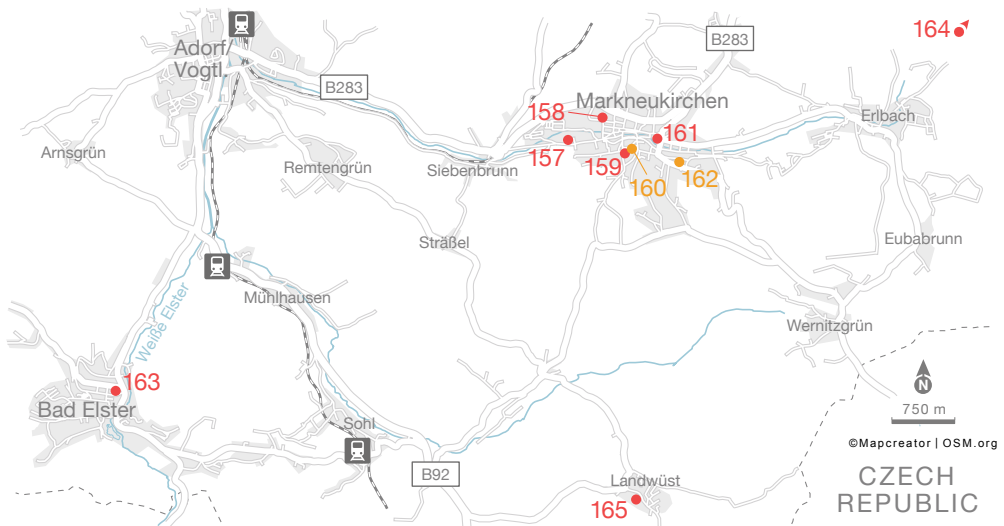 164
B283
Adorf/
Vogtl.
B283
Markneukirchen
158
Erlbach
161
Arnsgrün
157
Remtengrün
Siebenbrunn
159
160
162
Sträßel
Eubabrunn
Mühlhausen
Weiße Elster
Wernitzgrün
163
N
Bad Elster
750 m
Sohl
©Mapcreator | OSM.org
B92
Landwüst
CZECH
REPUBLIC
165